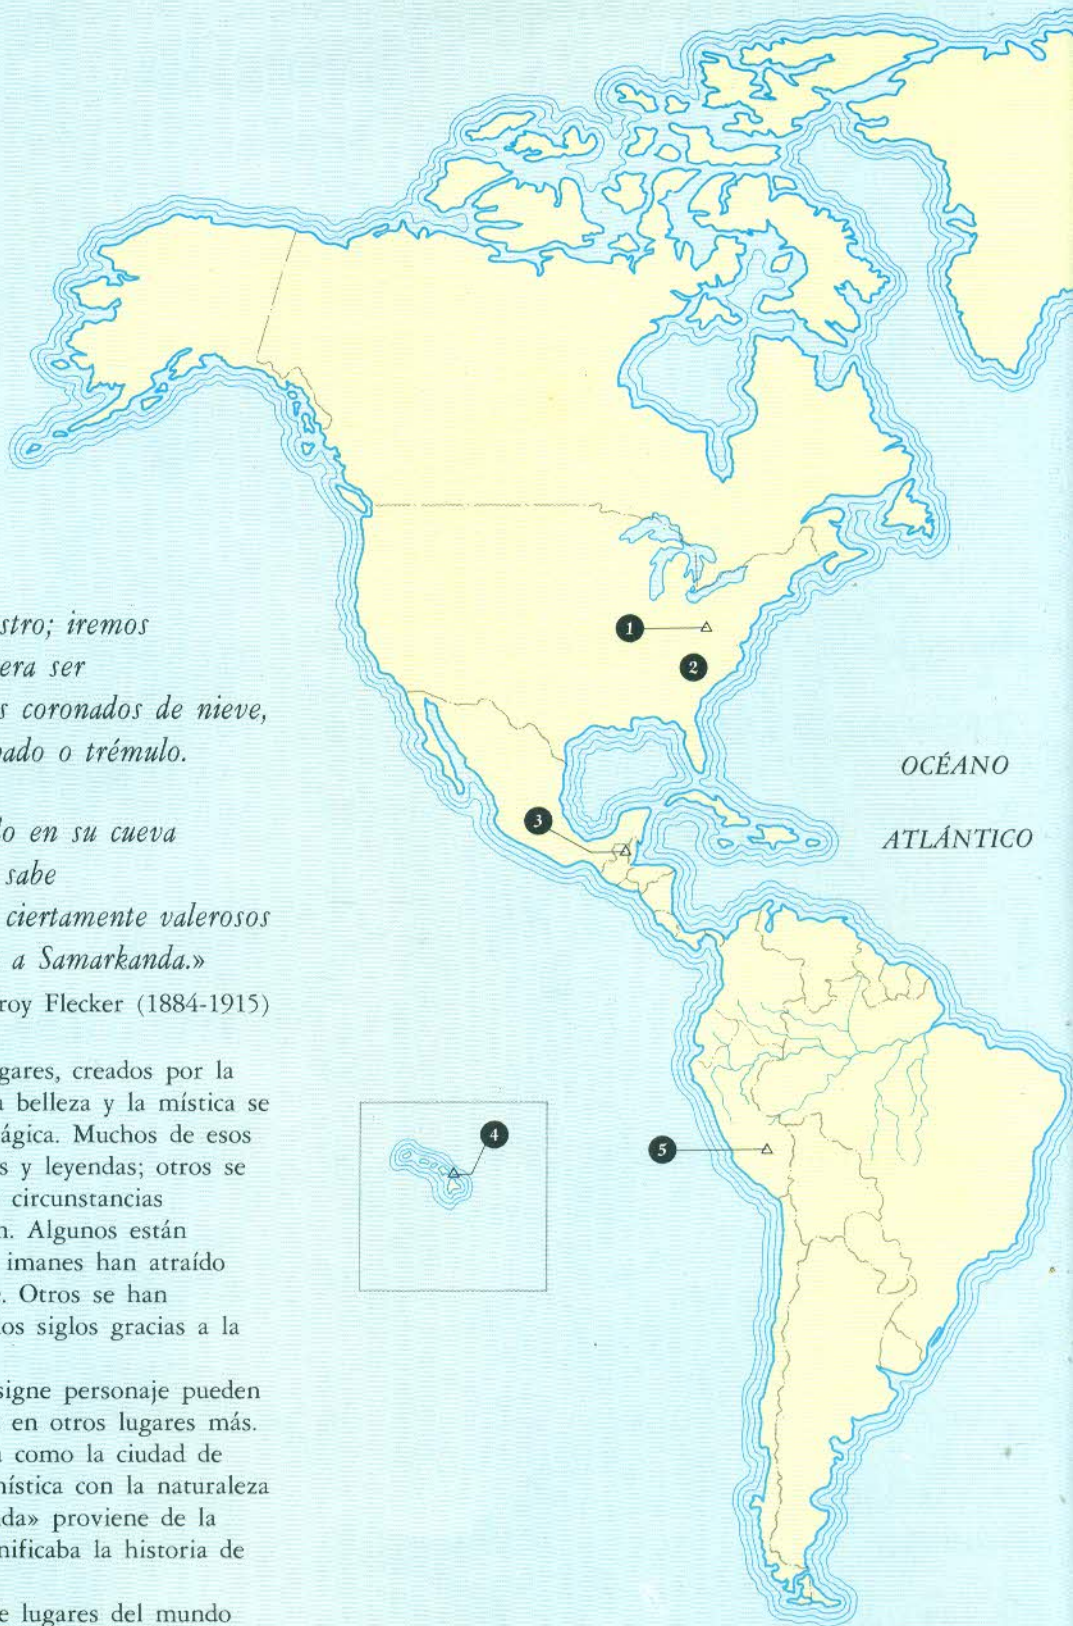 stro; iremos
era ser
s coronados de nieve,
pado o trémulo.
lo en su cueva
sabe
ciertamente valerosos
a Samarkanda.»
roy Flecker (1884-1915)
gares, creados por la
a belleza y la mística se
ágica. Muchos de esos
s y leyendas; otros se
circunstancias
n. Algunos están
imanes han atraído
e. Otros se han
los siglos gracias a la
signe personaje pueden
en otros lugares más.
a como la ciudad de
mística con la naturaleza
da» proviene de la
nificaba la historia de
e lugares del mundo
1
2
3
4
5
OCÉANO
ATLÁNTICO